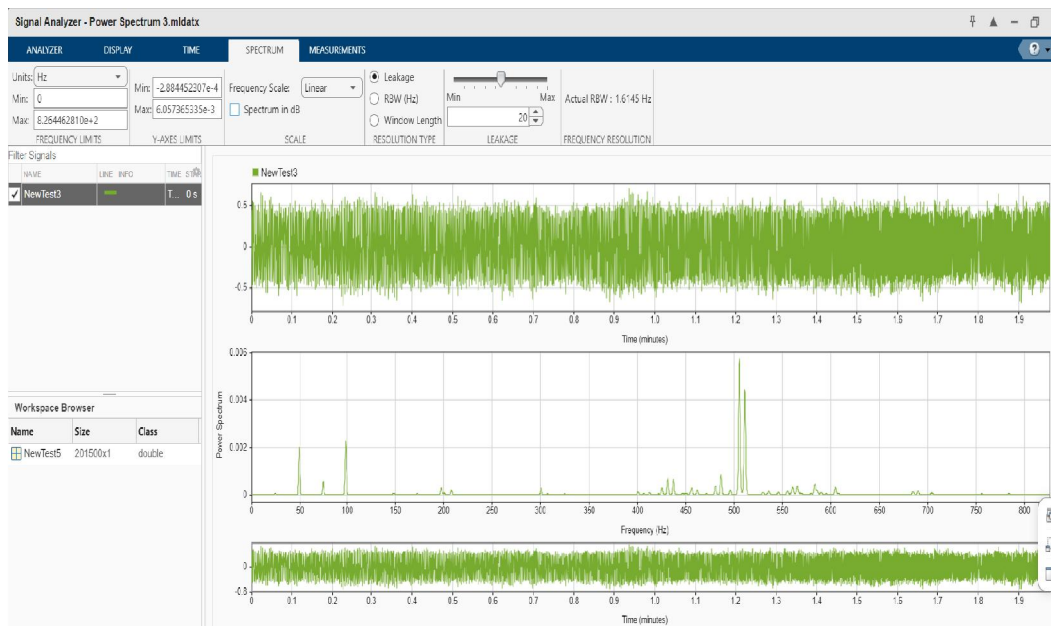 Signal Analyzer - Power Spectrum 3.mldatx
ANALYZER DISPLAY TIME SPECTRUM MEASUREMENTS
Units: Hz
Min: 0
Max: 8.264462810e+2
FREQUENCY LIMITS
Min: -2.884452307e-4
Max: 6.057365335e-3
Y-AXES LIMITS
Frequency Scale: Linear
Spectrum in dB
SCALE
Leakage
RBW (Hz)
Window Length
RESOLUTION TYPE
Min Max
20
LEAKAGE
Actual RBW : 1.6145 Hz
FREQUENCY RESOLUTION
Filter Signals
NAME LINE INFO TIME
NewTest3 T... 0 s
Workspace Browser
Name Size Class
NewTest5 201500x1 double
NewTest3
0.5
0
-0.5
0 0.1 0.2 0.3 0.4 0.5 0.6 0.7 0.8 0.9 1.0 1.1 1.2 1.3 1.4 1.5 1.6 1.7 1.8 1.9
Time (minutes)
Power Spectrum
0.006
0.004
0.002
0
0 50 100 150 200 250 300 350 400 450 500 550 600 650 700 750 800
Frequency (Hz)
0
-0.8
0 0.1 0.2 0.3 0.4 0.5 0.6 0.7 0.8 0.9 1.0 1.1 1.2 1.3 1.4 1.5 1.6 1.7 1.8 1.9
Time (minutes)